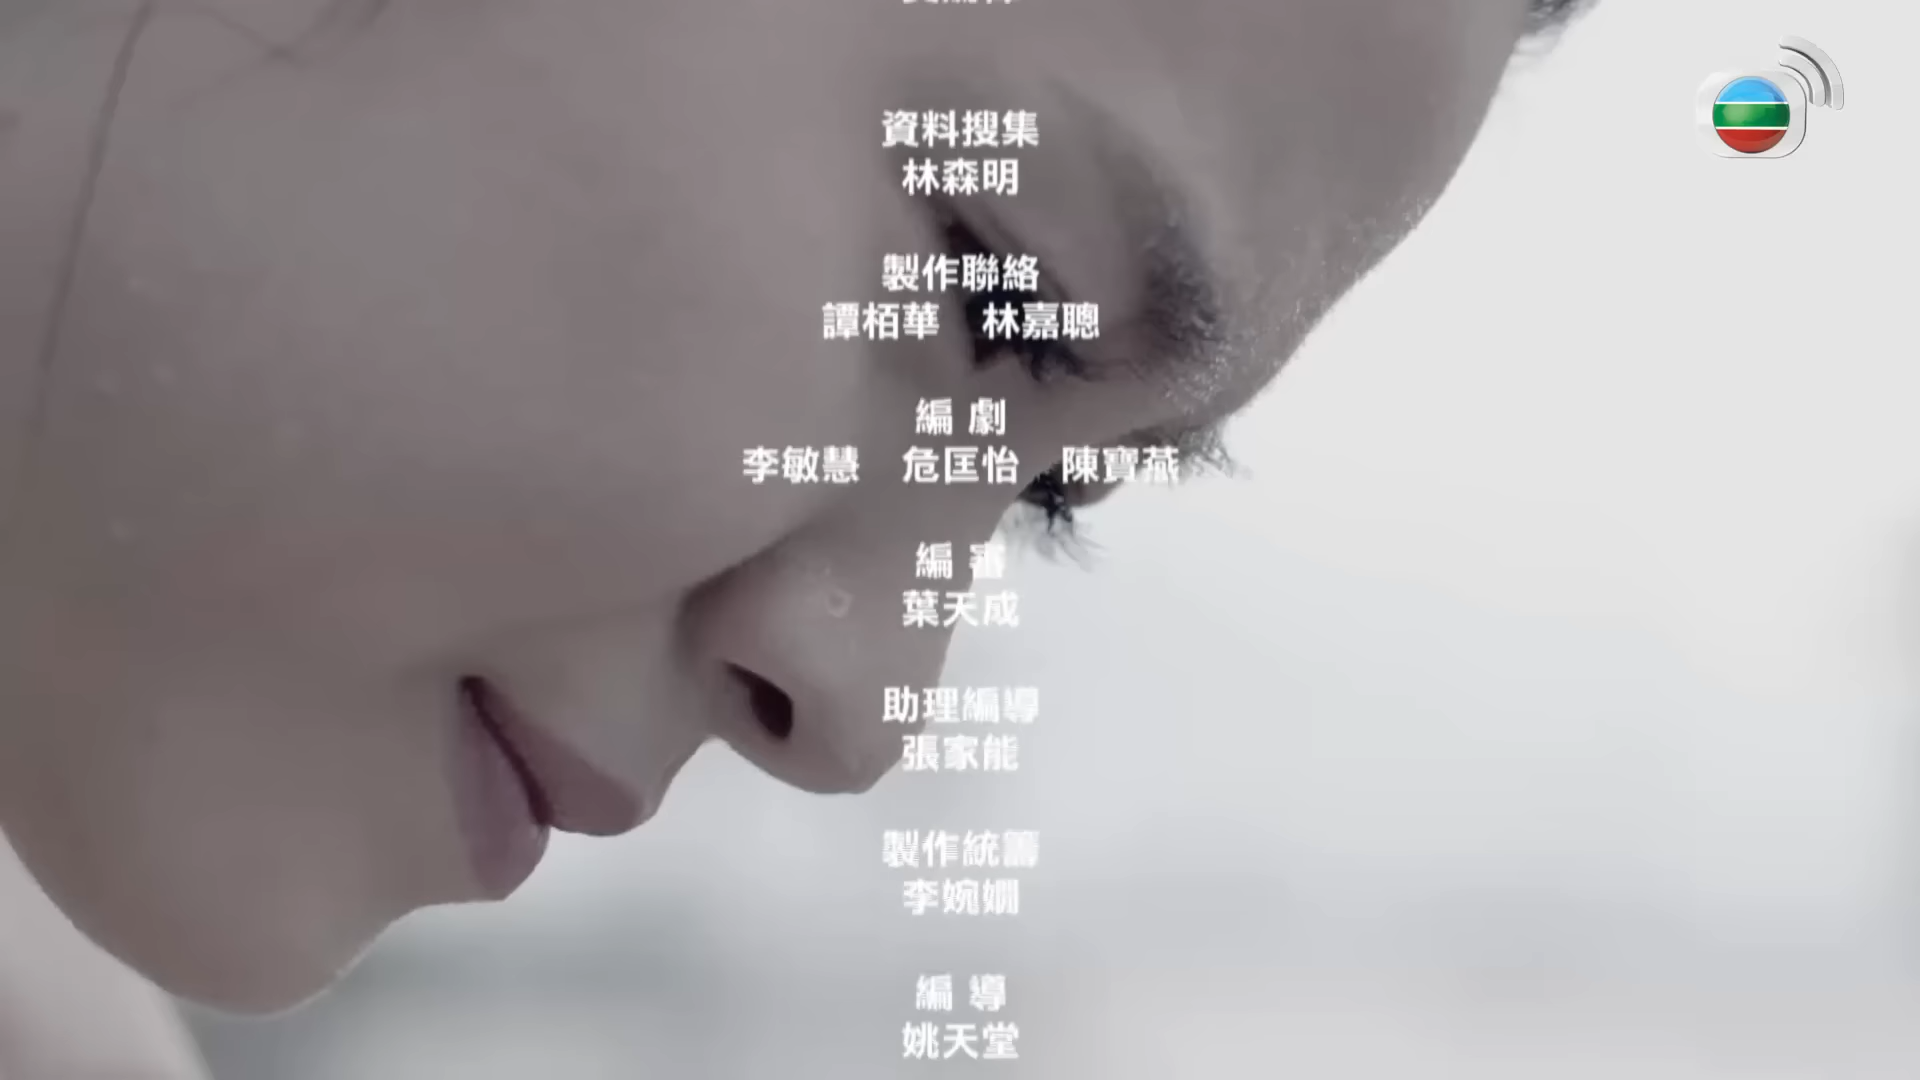 資料搜集
林森明
製作聯絡
譚栢華　林嘉聰
編 劇
李敏慧　危匡怡　陳寶燕
編 審
葉天成
助理編導
張家能
製作統籌
李婉嫺
編 導
姚天堂